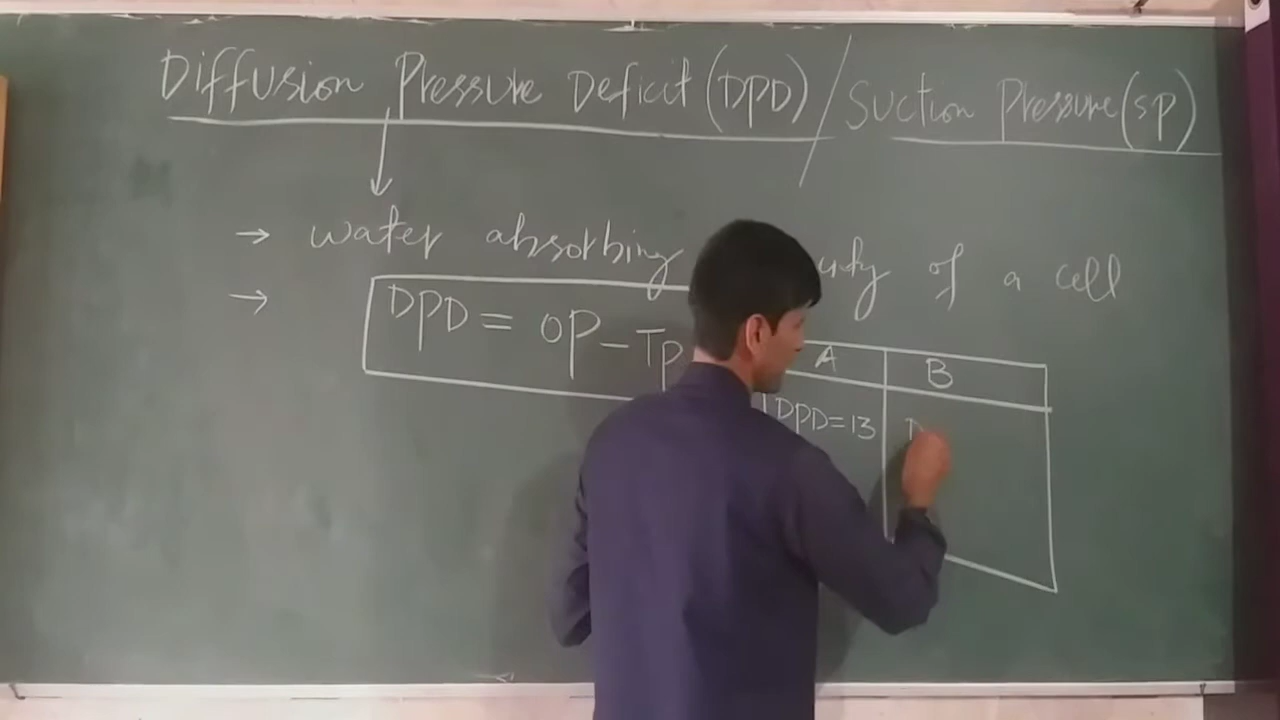 Diffusion Pressure Deficit (DPD) / Suction Pressure (SP)
→ water absorbing of a cell
→ DPD = OP - TP
A B
DPD=13